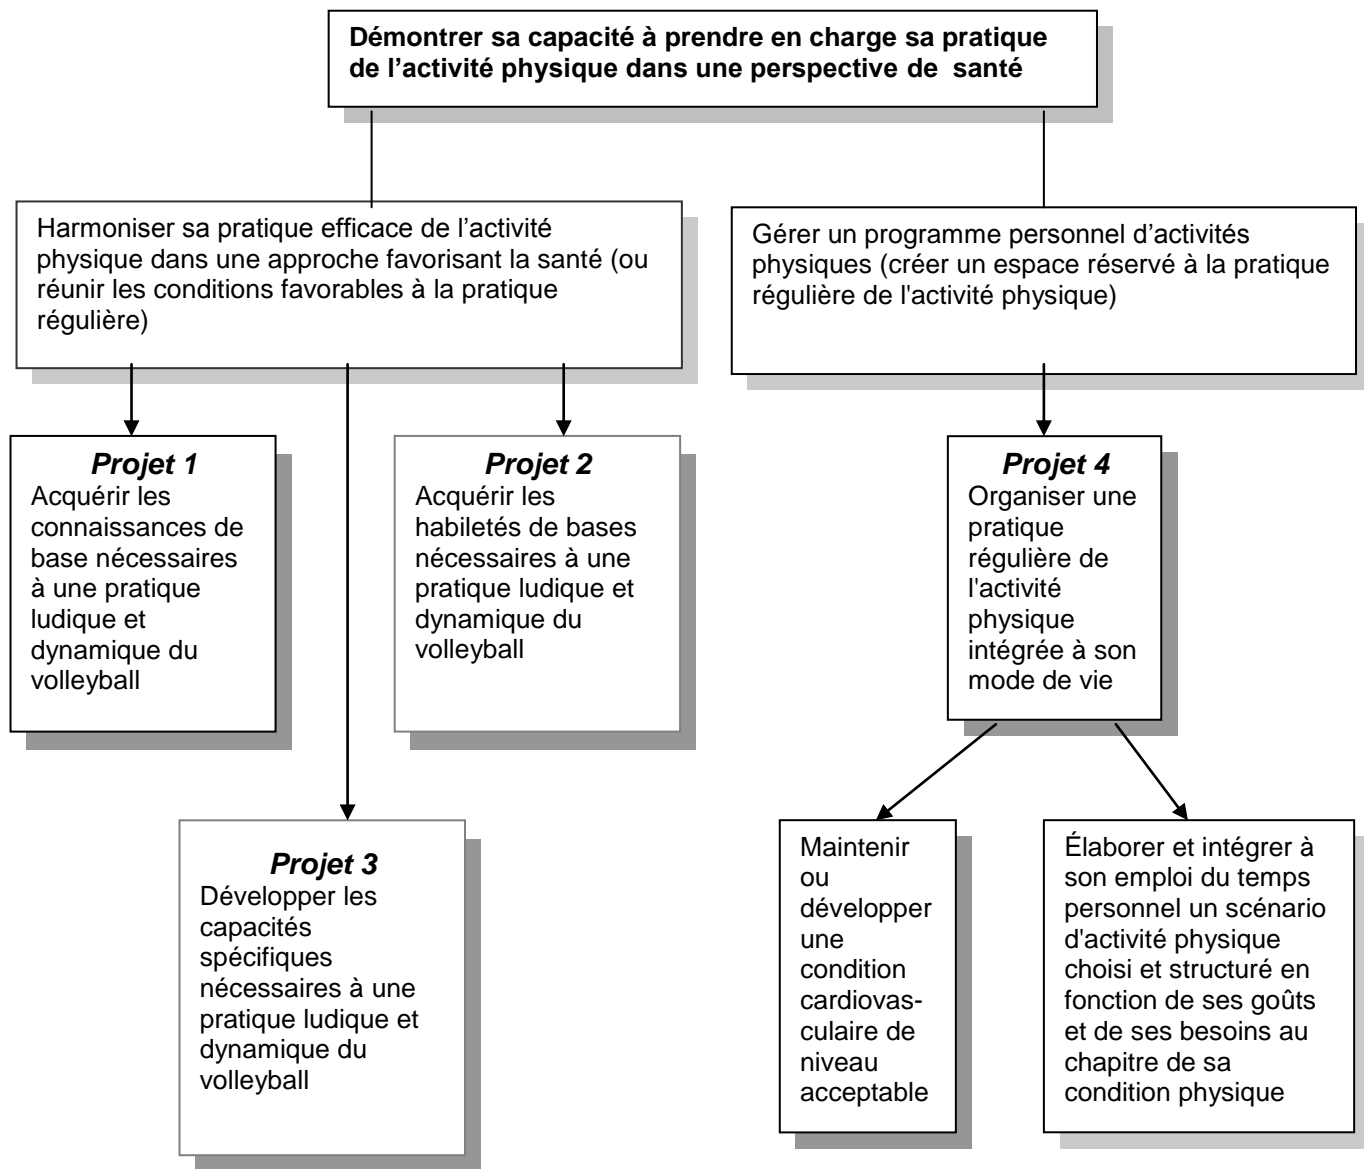 Démontrer sa capacité à prendre en charge sa pratique
de l’activité physique dans une perspective de  santé
Harmoniser sa pratique efficace de l’activité
physique dans une approche favorisant la santé (ou
réunir les conditions favorables à la pratique
régulière)
Gérer un programme personnel d’activités
physiques (créer un espace réservé à la pratique
régulière de l'activité physique)
Projet 1
Acquérir les
connaissances de
base nécessaires
à une pratique
ludique et
dynamique du
volleyball
Projet 2
Acquérir les
habiletés de bases
nécessaires à une
pratique ludique et
dynamique du
volleyball
Projet 4
Organiser une
pratique
régulière de
l'activité
physique
intégrée à son
mode de vie
Projet 3
Développer les
capacités
spécifiques
nécessaires à une
pratique ludique et
dynamique du
volleyball
Maintenir
ou
développer
une
condition
cardiovas-
culaire de
niveau
acceptable
Élaborer et intégrer à
son emploi du temps
personnel un scénario
d'activité physique
choisi et structuré en
fonction de ses goûts
et de ses besoins au
chapitre de sa
condition physique